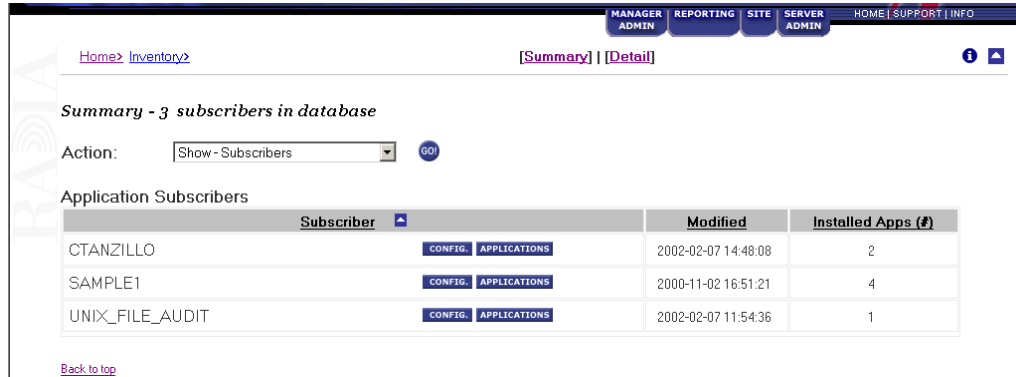 MANAGER ADMIN REPORTING SITE SERVER ADMIN HOME | SUPPORT | INFO
Home> Inventory> [Summary] | [Detail]
RADIA
Summary - 3 subscribers in database
Action: Show - Subscribers GO!
Application Subscribers
Subscriber Modified Installed Apps (#)
CTANZILLO CONFIG. APPLICATIONS 2002-02-07 14:48:08 2
SAMPLE1 CONFIG. APPLICATIONS 2000-11-02 16:51:21 4
UNIX_FILE_AUDIT CONFIG. APPLICATIONS 2002-02-07 11:54:36 1
Back to top